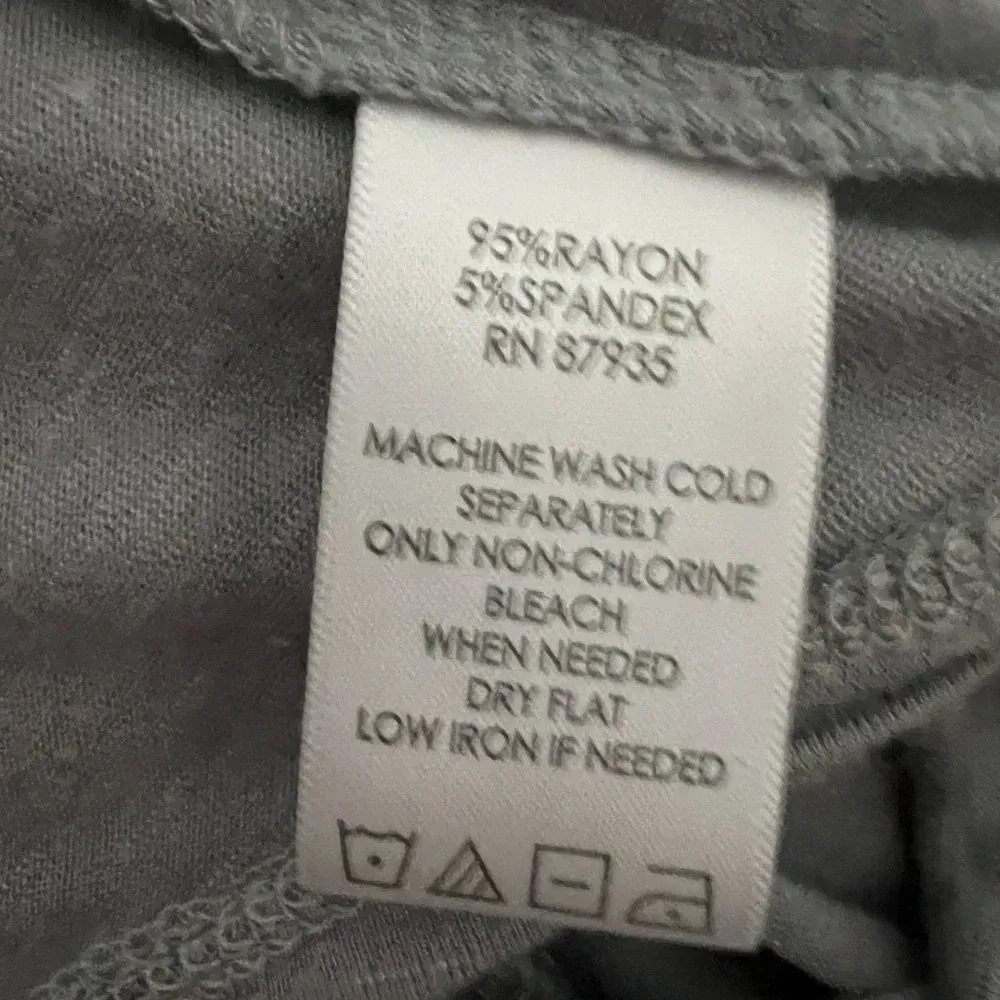 95%RAYON
5%SPANDEX
RN 87935
MACHINE WASH COLD
SEPARATELY
ONLY NON-CHLORINE
BLEACH
WHEN NEEDED
DRY FLAT
LOW IRON IF NEEDED